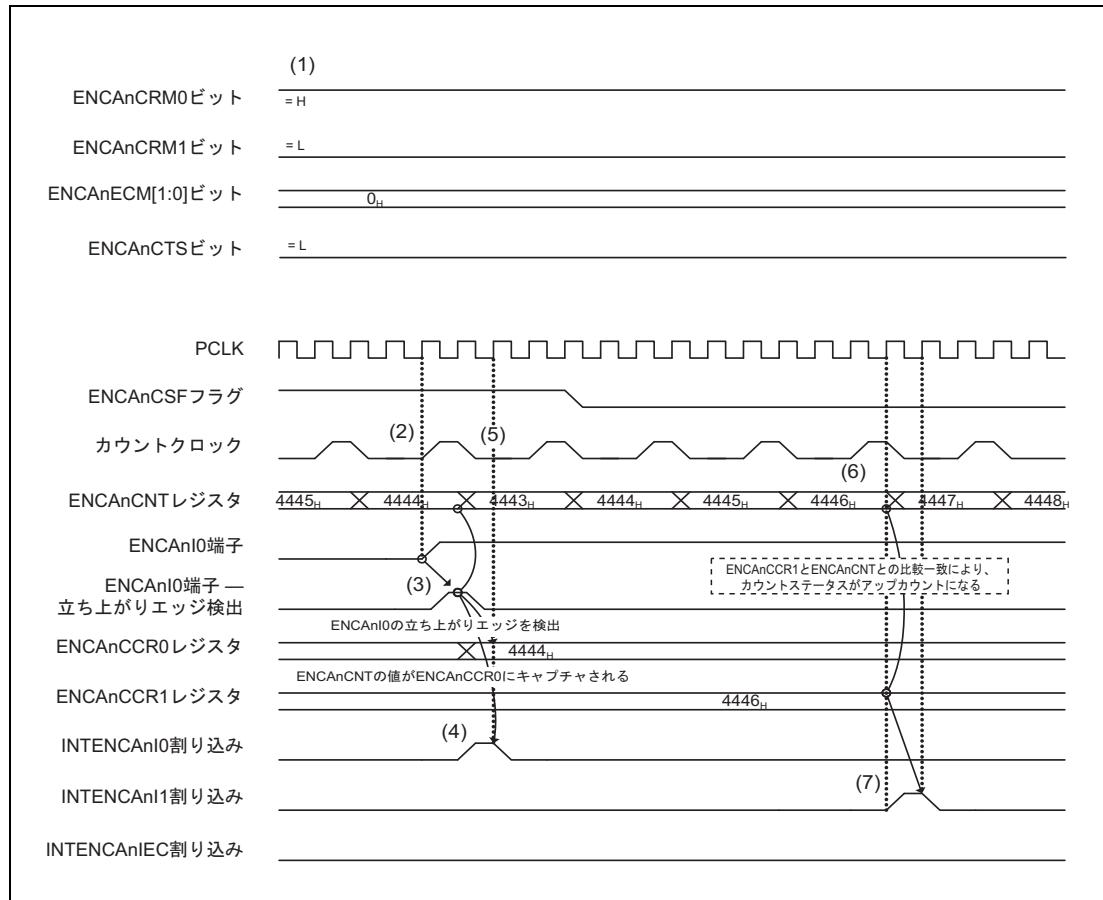 (1)
ENCAnCRM0ビット
= H
ENCAnCRM1ビット
= L
ENCAnECM[1:0]ビット
0H
ENCAnCTSビット
= L
PCLK
ENCAnCSFフラグ
カウントクロック
(2)
(5)
(6)
ENCAnCNTレジスタ
4445H 4444H 4443H 4444H 4445H 4446H 4447H 4448H
ENCAnI0端子
ENCAnCCR1とENCAnCNTとの比較一致により、
カウントステータスがアップカウントになる
ENCAnI0端子 —
立ち上がりエッジ検出
(3)
ENCAnI0の立ち上がりエッジを検出
ENCAnCCR0レジスタ
4444H
ENCAnCNTの値がENCAnCCR0にキャプチャされる
ENCAnCCR1レジスタ
4446H
INTENCAnI0割り込み
(4)
INTENCAnI1割り込み
(7)
INTENCAnIEC割り込み